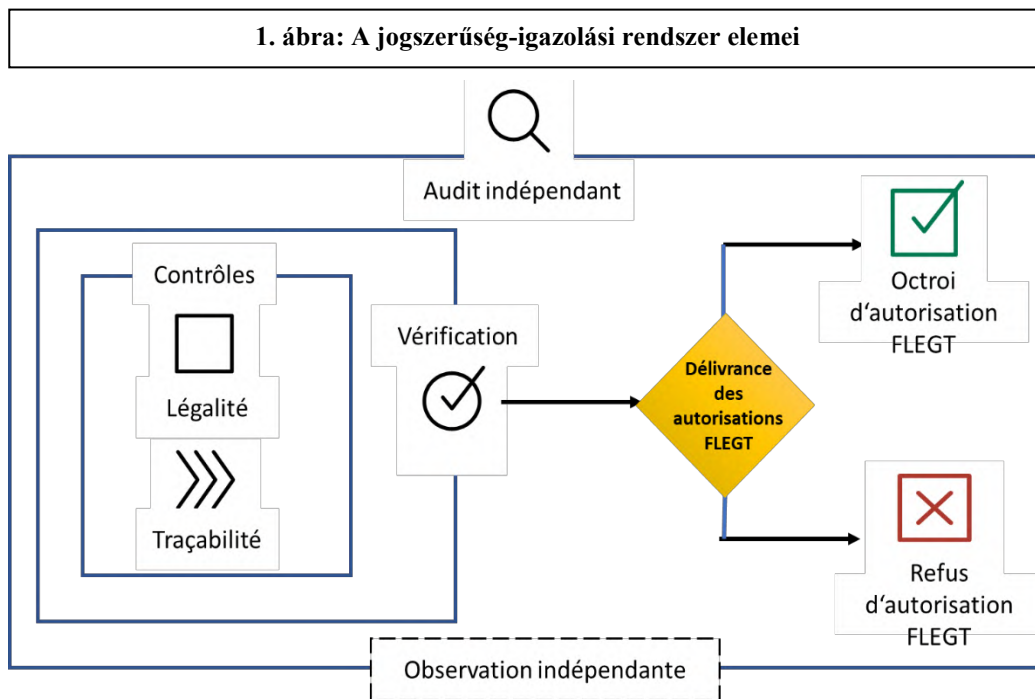 1. ábra: A jogszerűség-igazolási rendszer elemei
Audit indépendant
Contrôles
Légalité
Traçabilité
Vérification
Délivrance
des
autorisations
FLEGT
Octroi
d‘autorisation
FLEGT
Refus
d‘autorisation
FLEGT
Observation indépendante